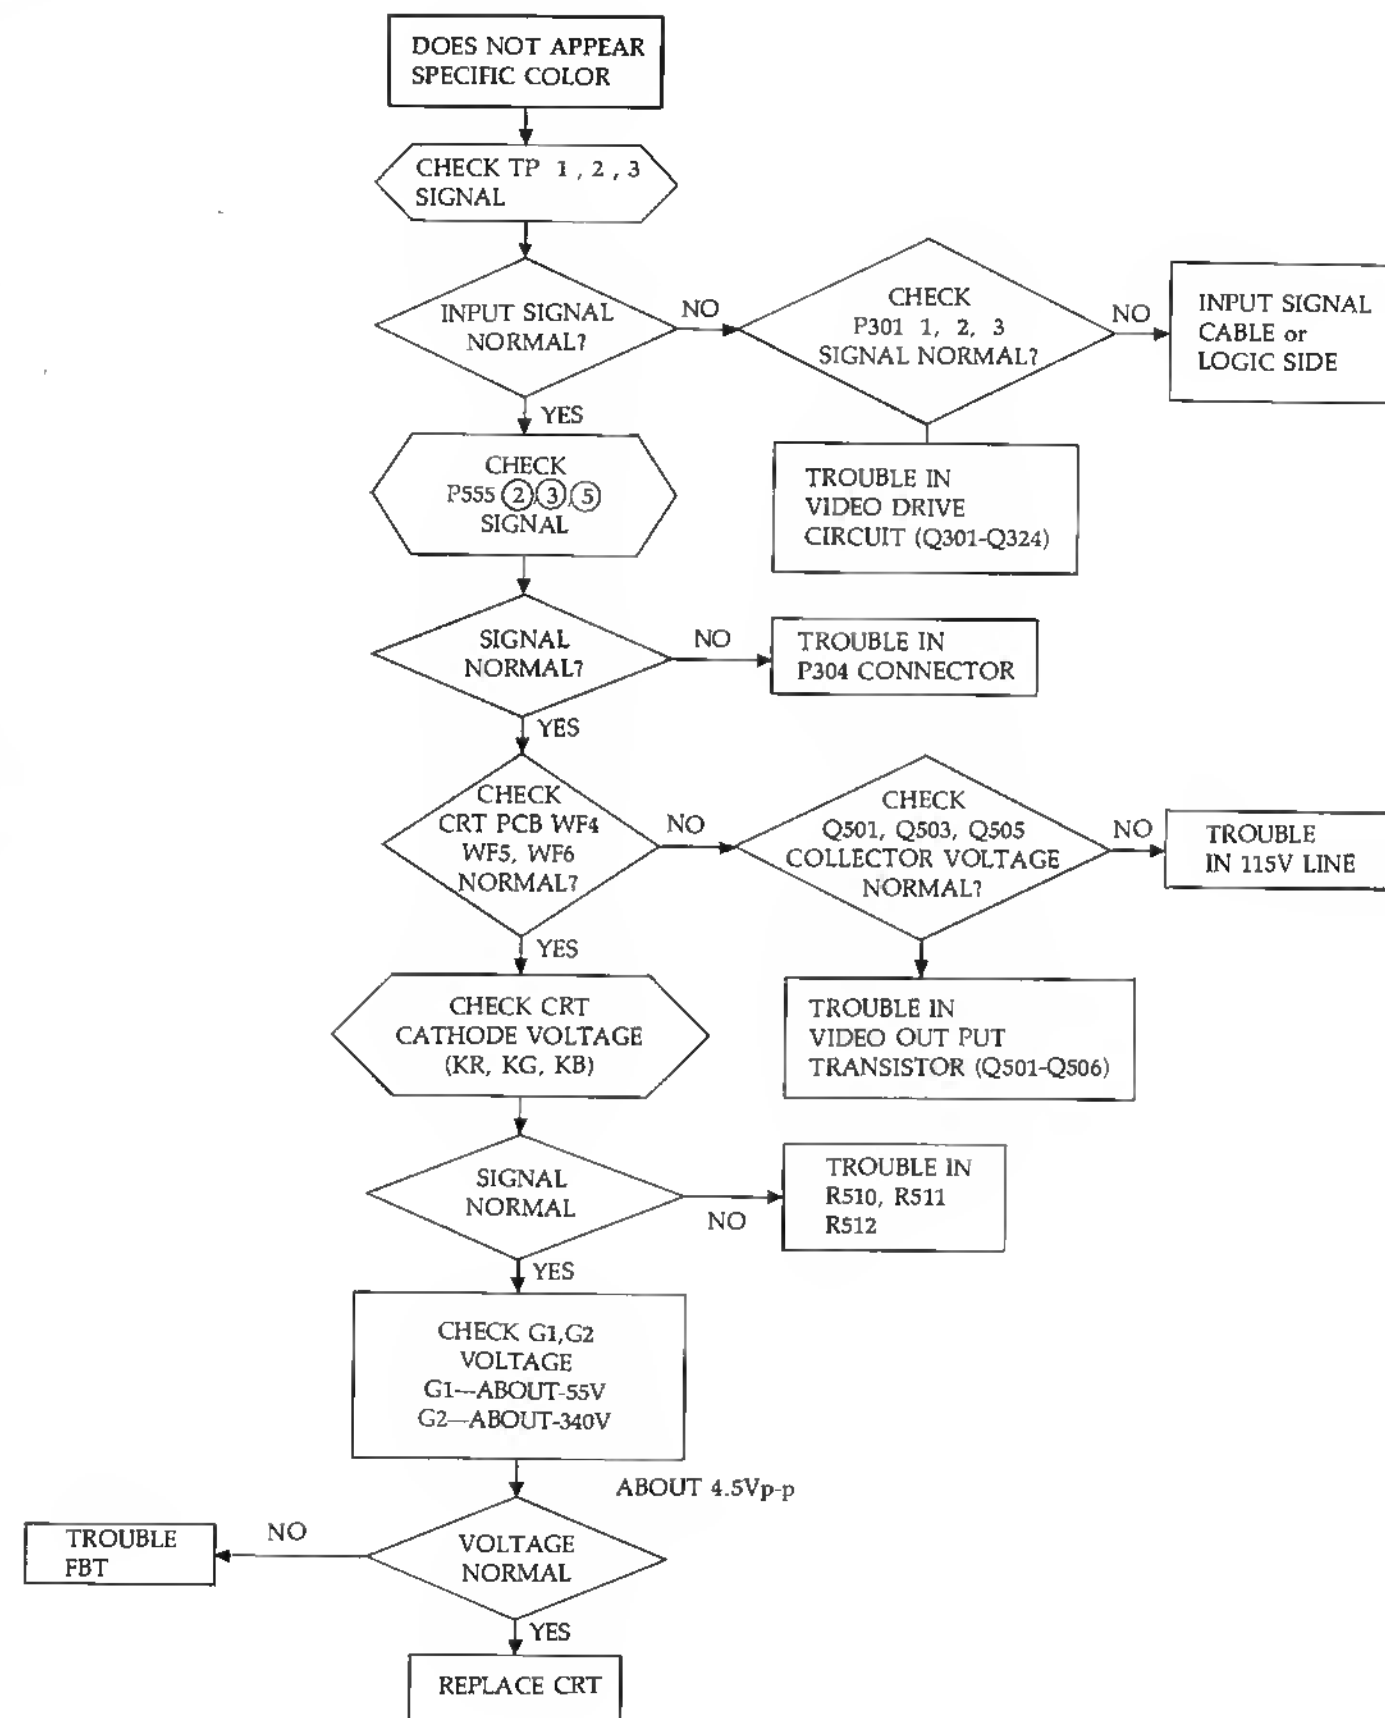 DOES NOT APPEAR
SPECIFIC COLOR
CHECK TP 1 , 2 , 3
SIGNAL
INPUT SIGNAL
NORMAL?
NO
CHECK
P301 1, 2, 3
SIGNAL NORMAL?
NO
INPUT SIGNAL
CABLE or
LOGIC SIDE
YES
CHECK
P555 2 3 5
SIGNAL
TROUBLE IN
VIDEO DRIVE
CIRCUIT (Q301-Q324)
SIGNAL
NORMAL?
NO
TROUBLE IN
P304 CONNECTOR
YES
CHECK
CRT PCB WF4
WF5, WF6
NORMAL?
NO
CHECK
Q501, Q503, Q505
COLLECTOR VOLTAGE
NORMAL?
NO
TROUBLE
IN 115V LINE
YES
CHECK CRT
CATHODE VOLTAGE
(KR, KG, KB)
TROUBLE IN
VIDEO OUT PUT
TRANSISTOR (Q501-Q506)
SIGNAL
NORMAL
NO
TROUBLE IN
R510, R511
R512
YES
CHECK G1,G2
VOLTAGE
G1—ABOUT-55V
G2—ABOUT-340V
ABOUT 4.5Vp-p
VOLTAGE
NORMAL
NO
TROUBLE
FBT
YES
REPLACE CRT